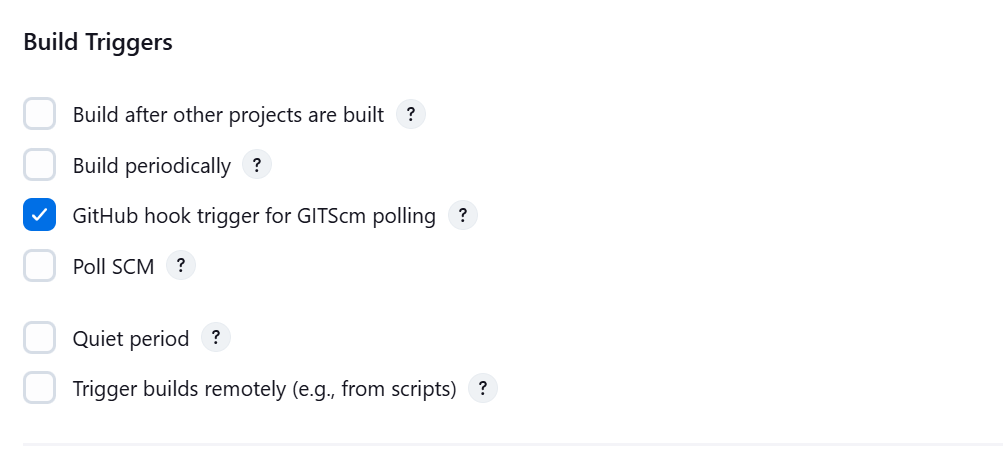 Build Triggers
Build after other projects are built ?
Build periodically ?
GitHub hook trigger for GITScm polling ?
Poll SCM ?
Quiet period ?
Trigger builds remotely (e.g., from scripts) ?